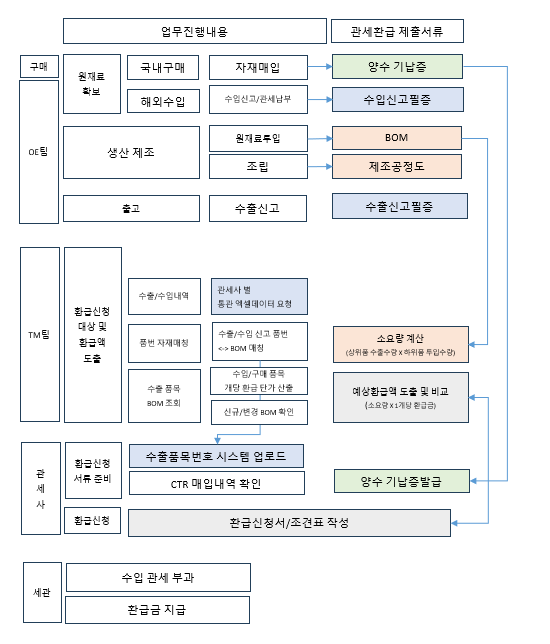 업무진행내용
관세환급 제출서류
구매
원재료
확보
국내구매
자재매입
양수 기납증
해외수입
수입신고/관세납부
수입신고필증
OE팀
생산 제조
원재료투입
BOM
조립
제조공정도
출고
수출신고
수출신고필증
TM팀
환급신청
대상 및
환급액
도출
수출/수입내역
관세사 별
통관 엑셀데이터 요청
품번 자재매칭
수출/수입 신고 품번
<-> BOM 매칭
소요량 계산
(상위품 수출수량 X 하위품 투입수량)
수출 품목
BOM 조회
수입/구매 품목
개당 환급 단가 산출
예상환급액 도출 및 비교
(소요량 X 1개당 환급금)
신규/변경 BOM 확인
관
세
사
환급신청
서류 준비
수출품목번호 시스템 업로드
CTR 매입내역 확인
양수 기납증발급
환급신청
환급신청서/조견표 작성
세관
수입 관세 부과
환급금 지급